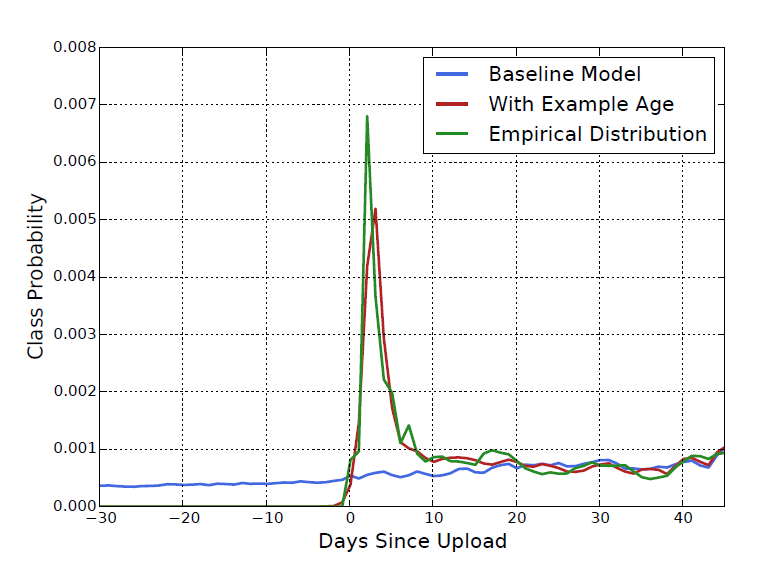 0.008
0.007
0.006
0.005
0.004
0.003
0.002
0.001
0.000
Class Probability
Baseline Model
With Example Age
Empirical Distribution
−30 −20 −10 0 10 20 30 40
Days Since Upload